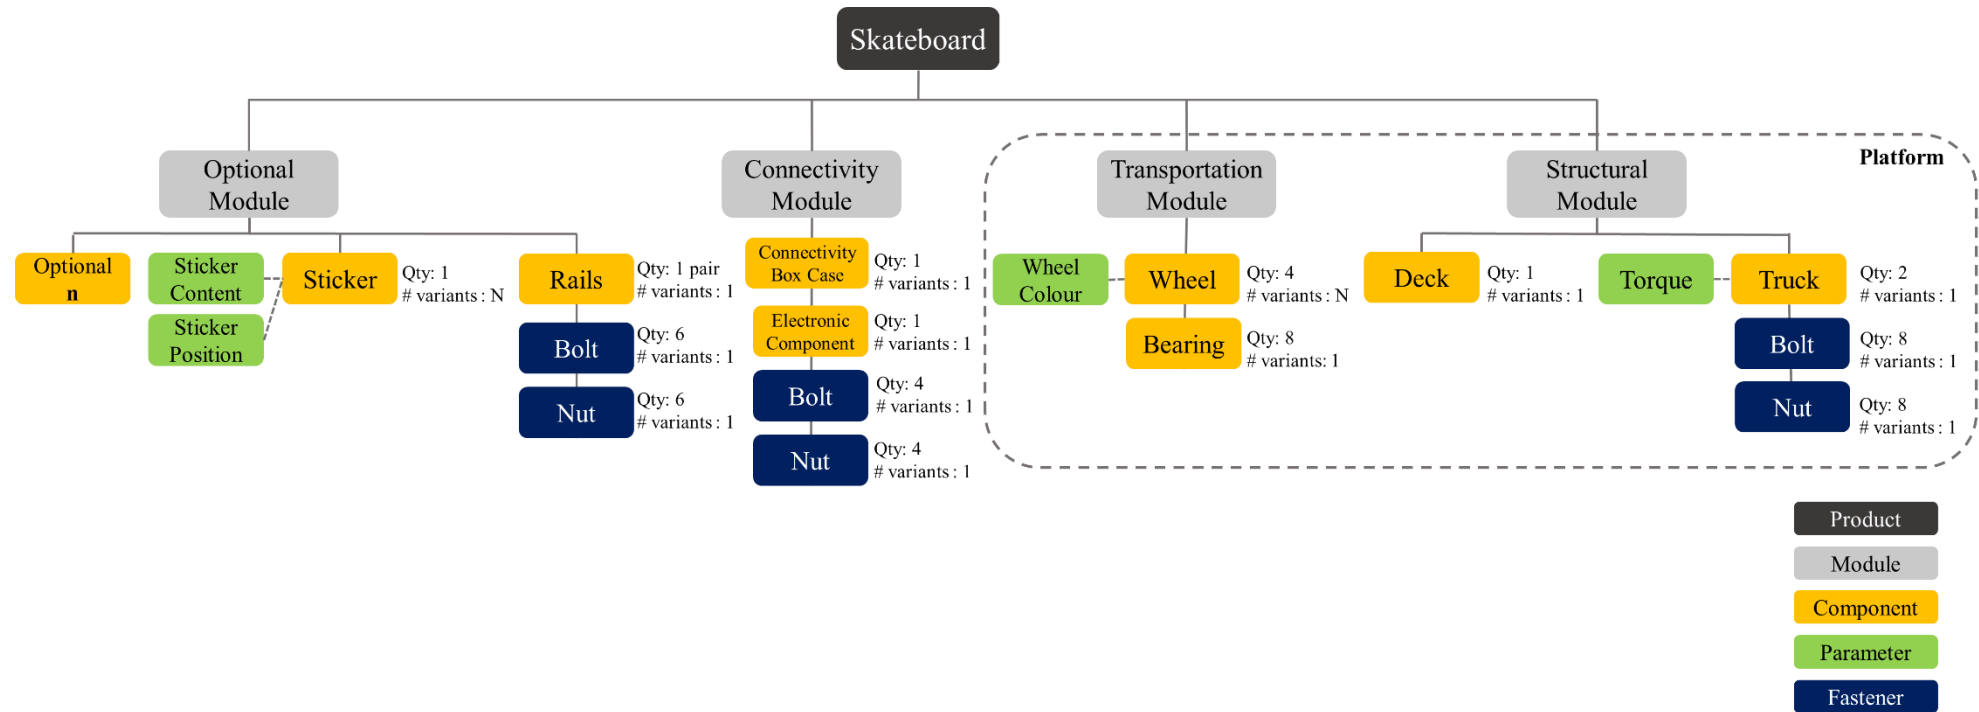 Skateboard
Optional
Module
Connectivity
Module
Transportation
Module
Structural
Module
Platform
Optional
n
Sticker
Content
Sticker
Position
Sticker
Qty: 1
# variants : N
Rails
Qty: 1 pair
# variants : 1
Bolt
Qty: 6
# variants : 1
Nut
Qty: 6
# variants : 1
Connectivity
Box Case
Qty: 1
# variants : 1
Electronic
Component
Qty: 1
# variants : 1
Bolt
Qty: 4
# variants : 1
Nut
Qty: 4
# variants : 1
Wheel
Colour
Wheel
Qty: 4
# variants : N
Bearing
Qty: 8
# variants: 1
Deck
Qty: 1
# variants : 1
Torque
Truck
Qty: 2
# variants : 1
Bolt
Qty: 8
# variants : 1
Nut
Qty: 8
# variants : 1
Product
Module
Component
Parameter
Fastener